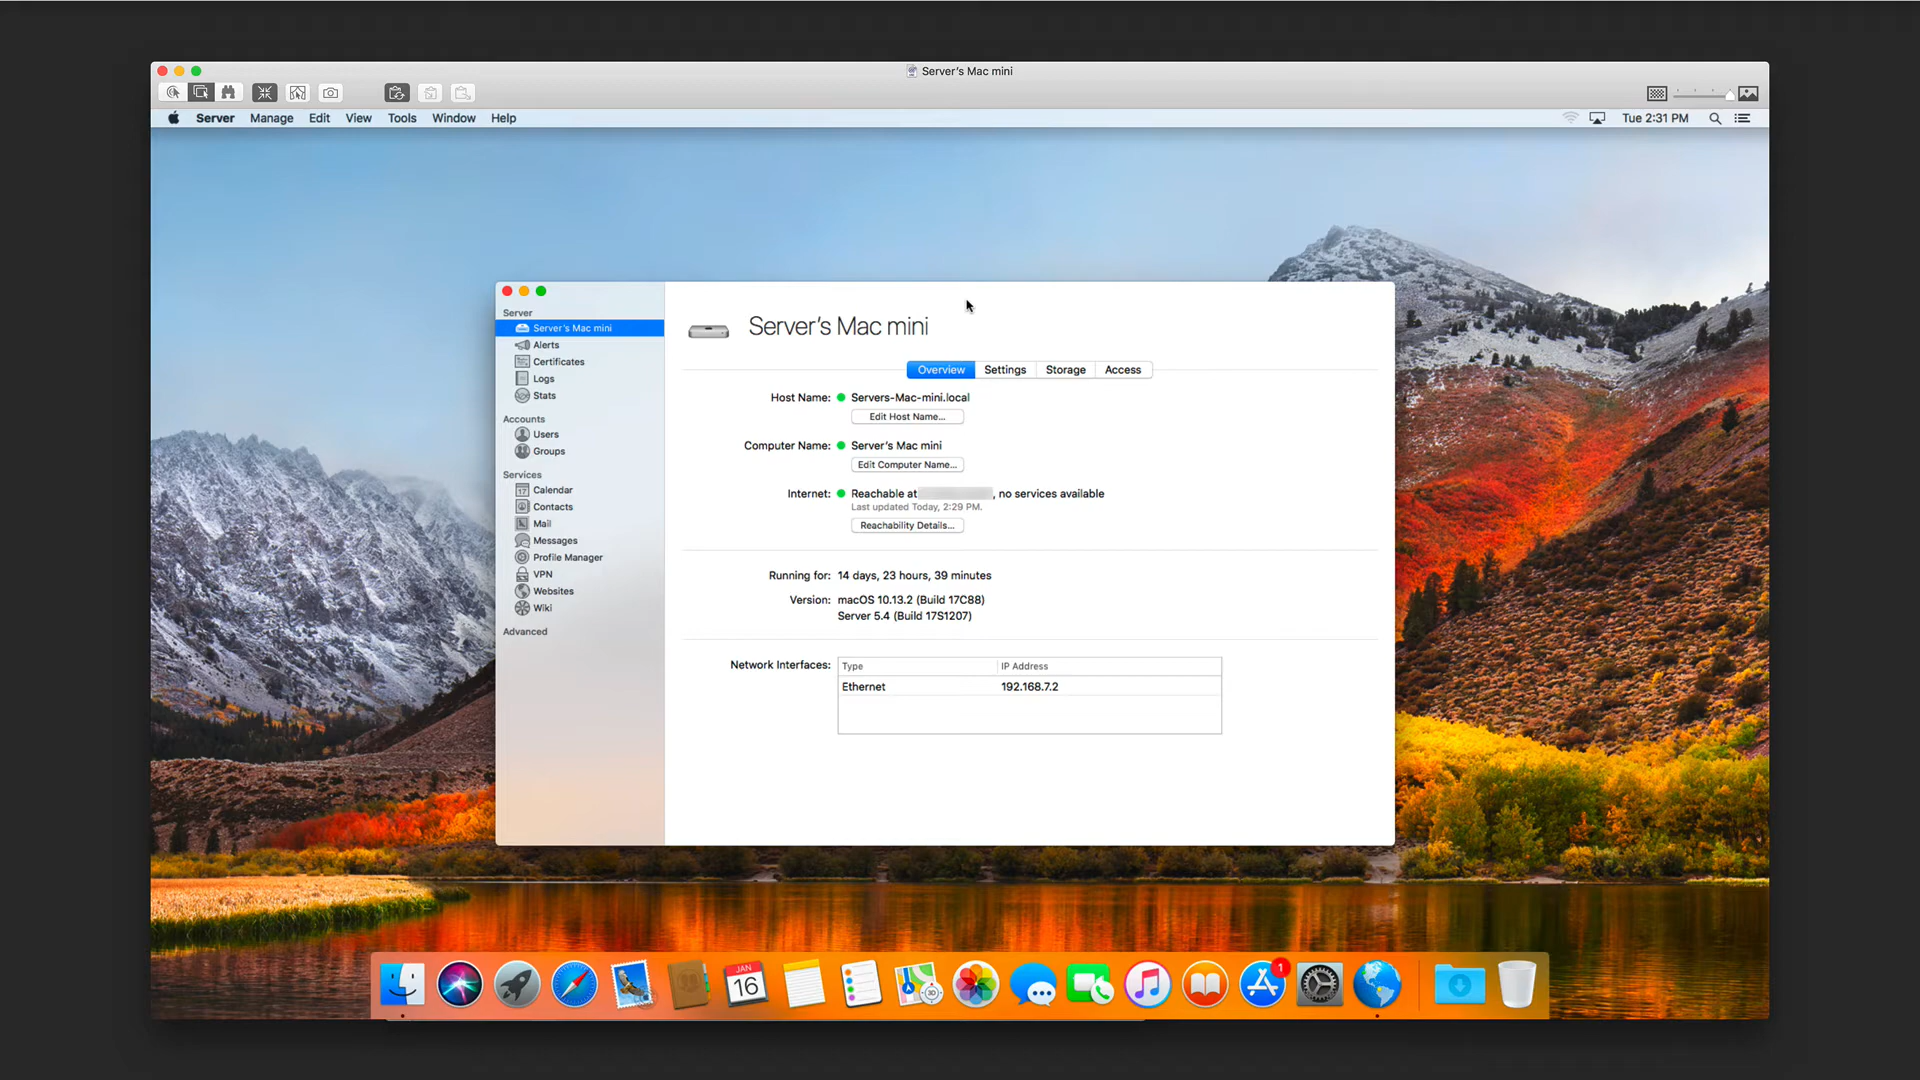 Server's Mac mini
Server Manage Edit View Tools Window Help
Tue 2:31 PM
Server
Server's Mac mini
Alerts
Certificates
Logs
Stats
Accounts
Users
Groups
Services
Calendar
Contacts
Mail
Messages
Profile Manager
VPN
Websites
Wiki
Advanced
Server's Mac mini
Overview Settings Storage Access
Host Name: Servers-Mac-mini.local
Edit Host Name...
Computer Name: Server's Mac mini
Edit Computer Name...
Internet: Reachable at , no services available
Last updated Today, 2:29 PM.
Reachability Details...
Running for: 14 days, 23 hours, 39 minutes
Version: macOS 10.13.2 (Build 17C88)
Server 5.4 (Build 17S1207)
Network Interfaces: Type IP Address
Ethernet 192.168.7.2
JAN
16
3D
1
17